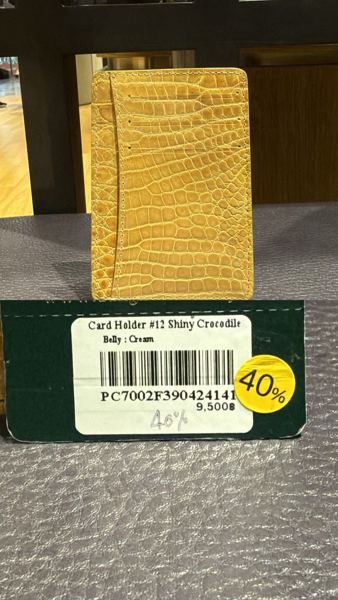 Card Holder #12 Shiny Crocodile
Belly : Cream
PC7002F390424141
9,500฿
40%
40%